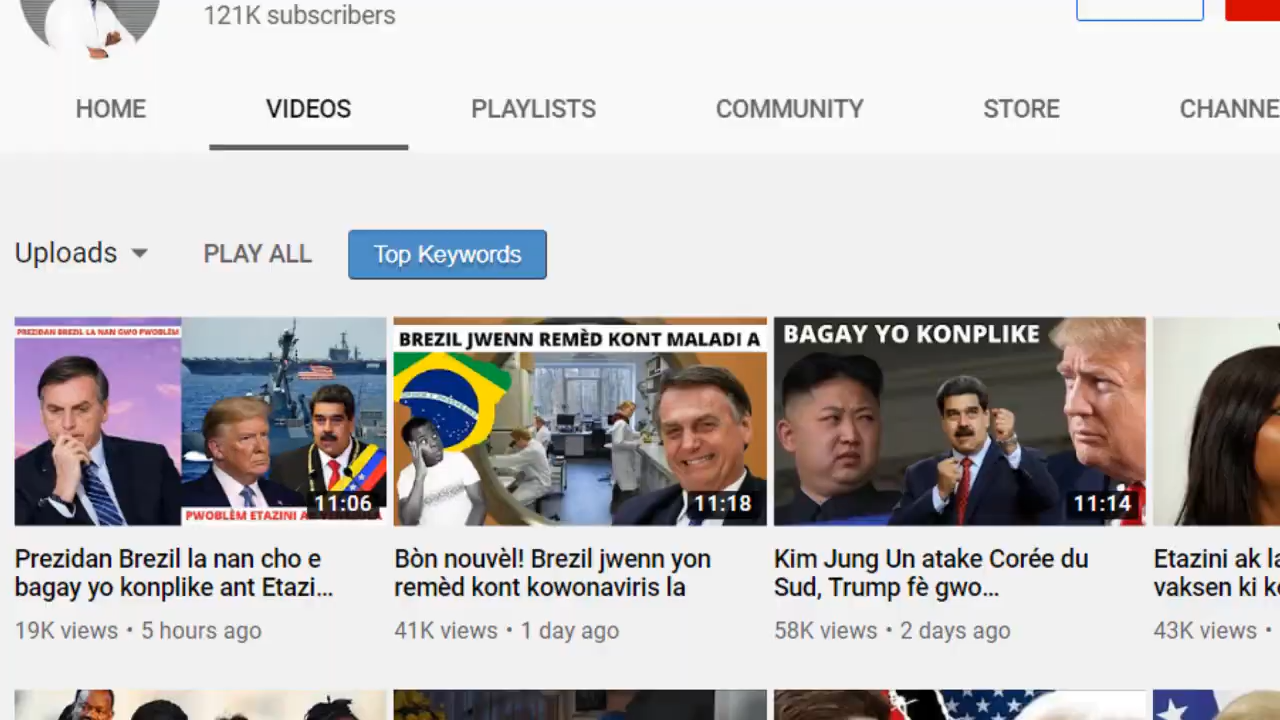 121K subscribers
HOME
VIDEOS
PLAYLISTS
COMMUNITY
STORE
CHANNE
Uploads
PLAY ALL
Top Keywords
PREZIDAN BREZIL LA NAN GWO PWOBLÈM
11:06
PWOBLÈM ETAZINI
BREZIL JWENN REMÈD KONT MALADI A
11:18
BAGAY YO KONPLIKE
11:14
Prezidan Brezil la nan cho e
bagay yo konplike ant Etazi...
19K views • 5 hours ago
Bòn nouvèl! Brezil jwenn yon
remèd kont kowonaviris la
41K views • 1 day ago
Kim Jung Un atake Corée du
Sud, Trump fè gwo...
58K views • 2 days ago
Etazini ak la
vaksen ki k
43K views •